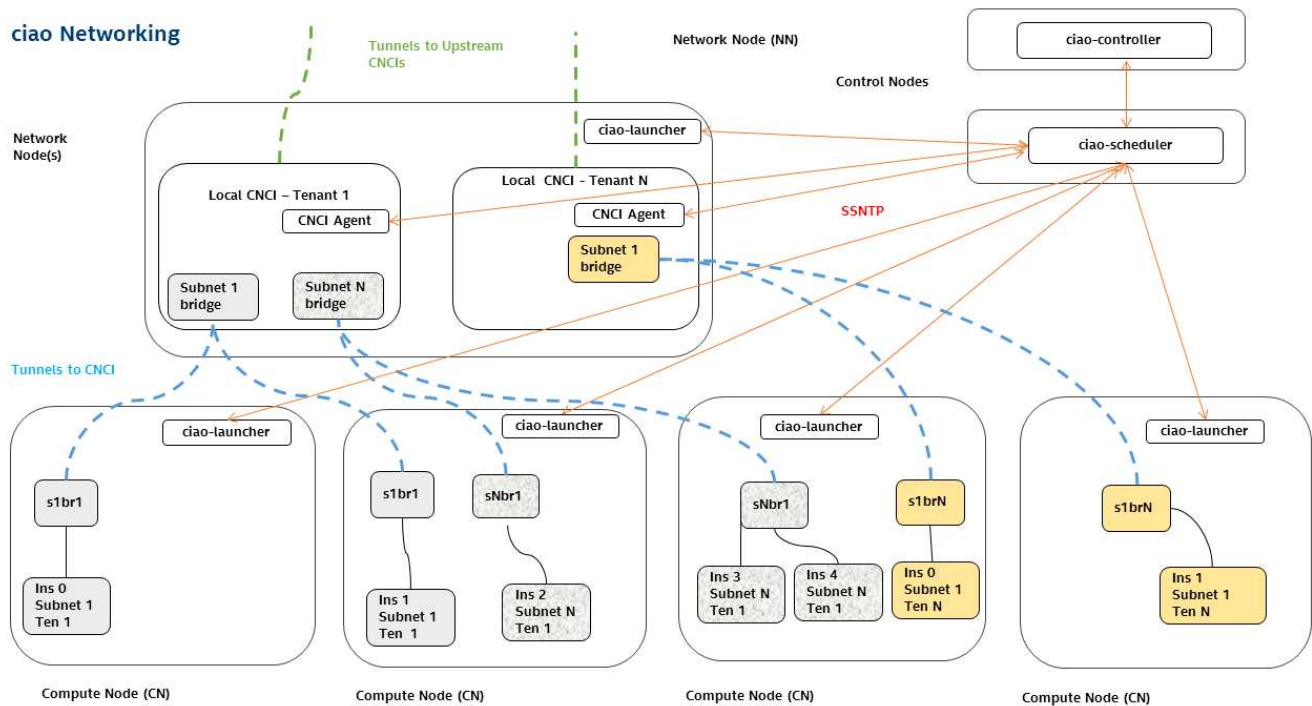 ciao Networking
Tunnels to Upstream
CNCIs
Network Node (NN)
ciao-controller
Control Nodes
Network
Node(s)
ciao-launcher
ciao-scheduler
Local CNCI – Tenant 1
CNCI Agent
Subnet 1
bridge
Subnet N
bridge
Local CNCI - Tenant N
CNCI Agent
Subnet 1
bridge
SSNTP
Tunnels to CNCI
ciao-launcher
s1br1
Ins 0
Subnet 1
Ten 1
Compute Node (CN)
ciao-launcher
s1br1
sNbr1
Ins 1
Subnet 1
Ten 1
Ins 2
Subnet N
Ten 1
Compute Node (CN)
ciao-launcher
sNbr1
s1brN
Ins 3
Subnet N
Ten 1
Ins 4
Subnet N
Ten 1
Ins 0
Subnet 1
Ten N
Compute Node (CN)
ciao-launcher
s1brN
Ins 1
Subnet 1
Ten N
Compute Node (CN)